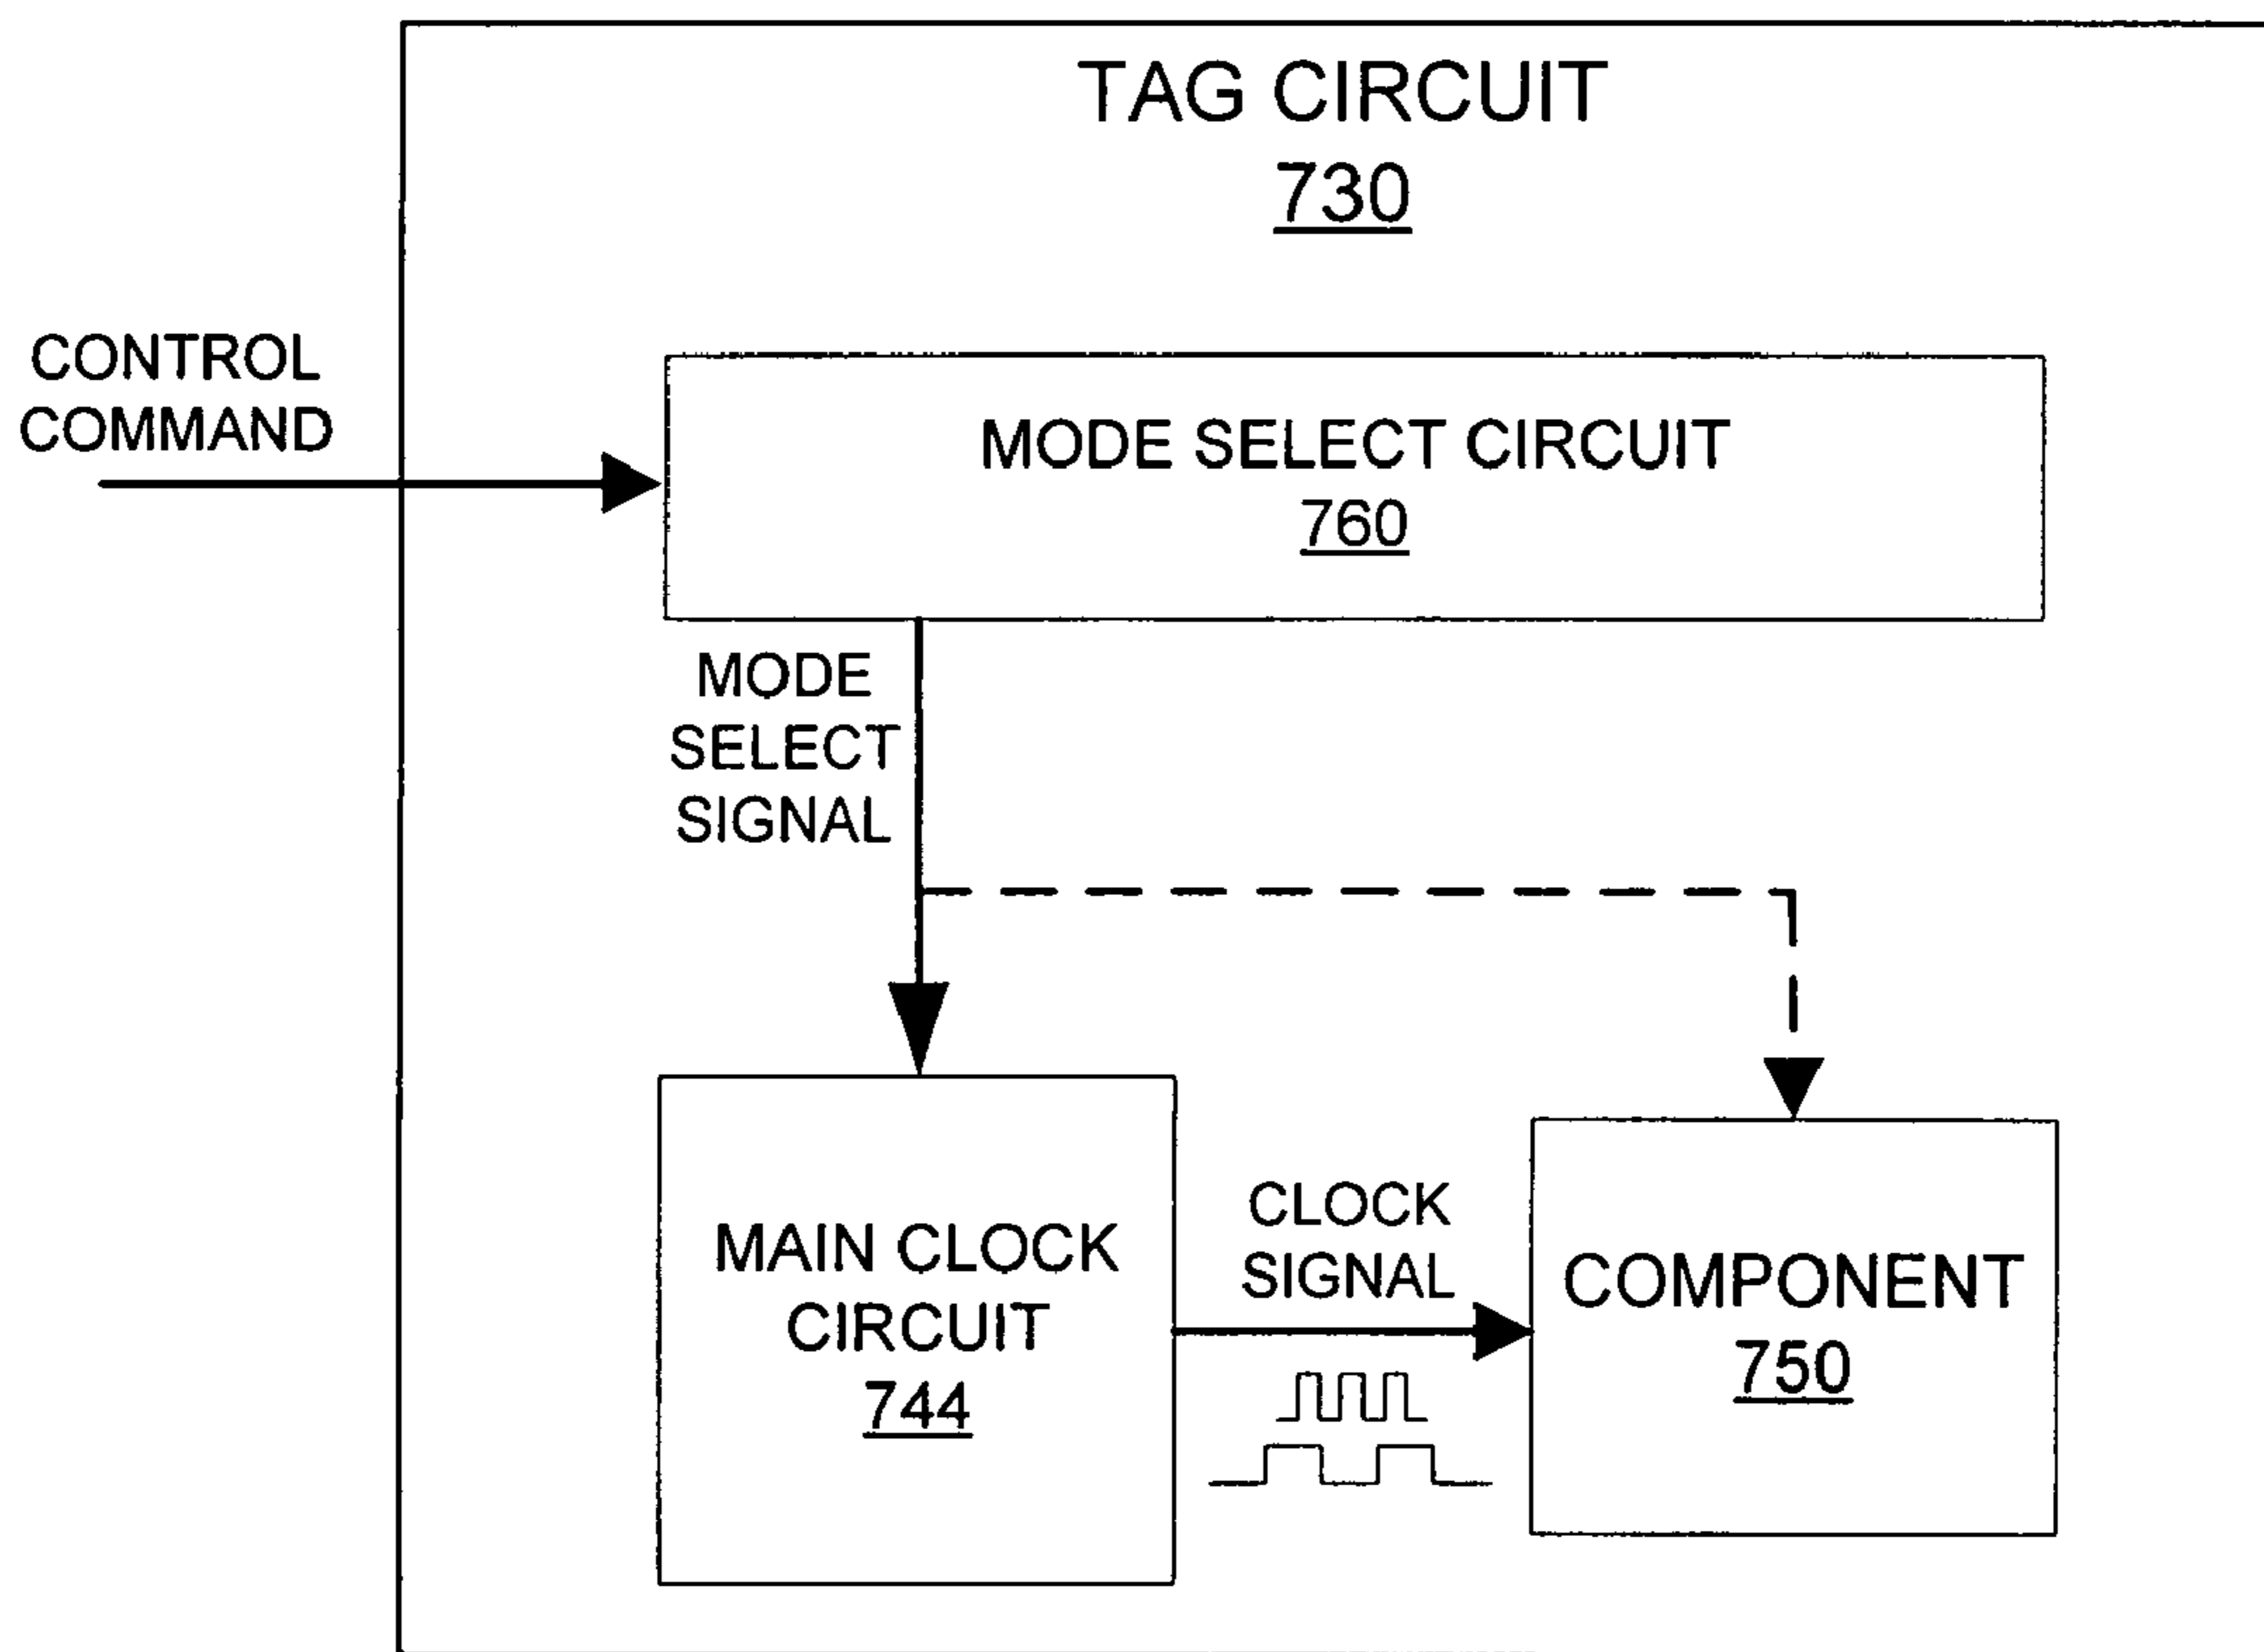 TAG CIRCUIT
730
CONTROL
COMMAND
MODE SELECT CIRCUIT
760
MODE
SELECT
SIGNAL
MAIN CLOCK
CIRCUIT
744
CLOCK
SIGNAL
COMPONENT
750